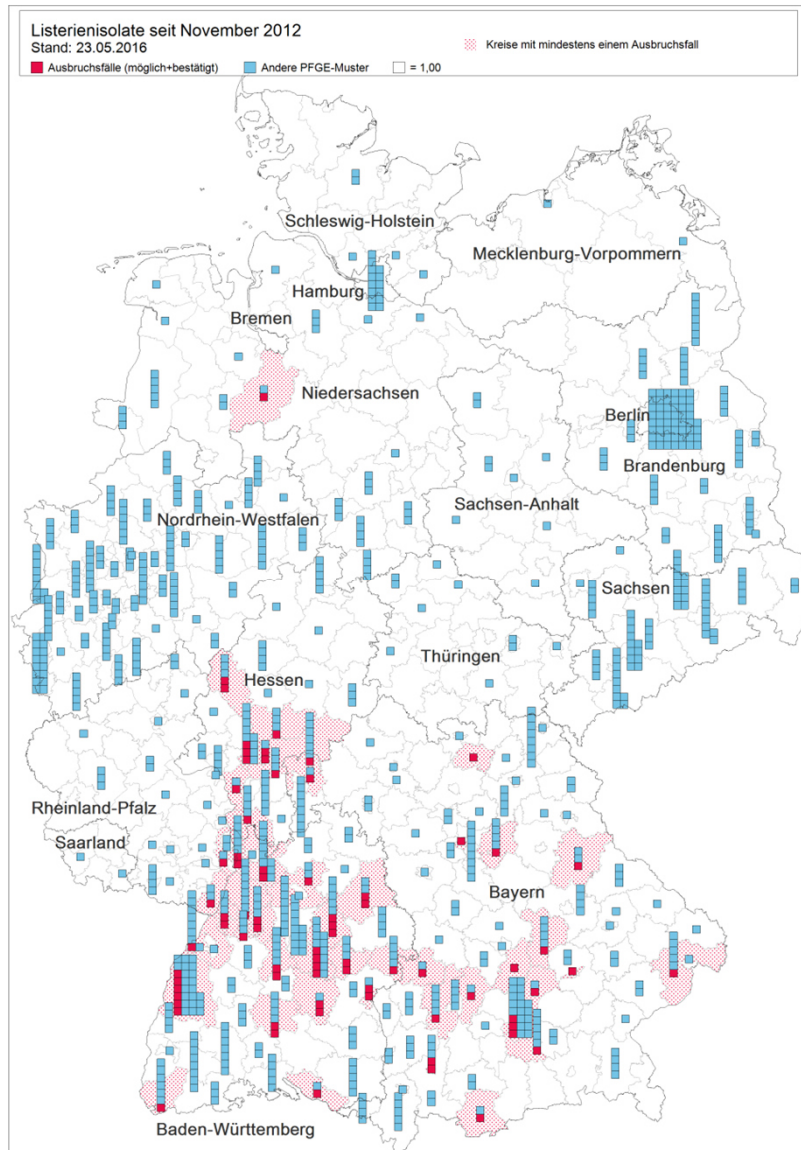 Listerienisolate seit November 2012
Stand: 23.05.2016
Kreise mit mindestens einem Ausbruchsfall
Ausbruchsfälle (möglich+bestätigt) Andere PFGE-Muster = 1,00
Schleswig-Holstein
Mecklenburg-Vorpommern
Hamburg
Bremen
Niedersachsen
Berlin
Brandenburg
Sachsen-Anhalt
Nordrhein-Westfalen
Sachsen
Thüringen
Hessen
Rheinland-Pfalz
Saarland
Bayern
Baden-Württemberg